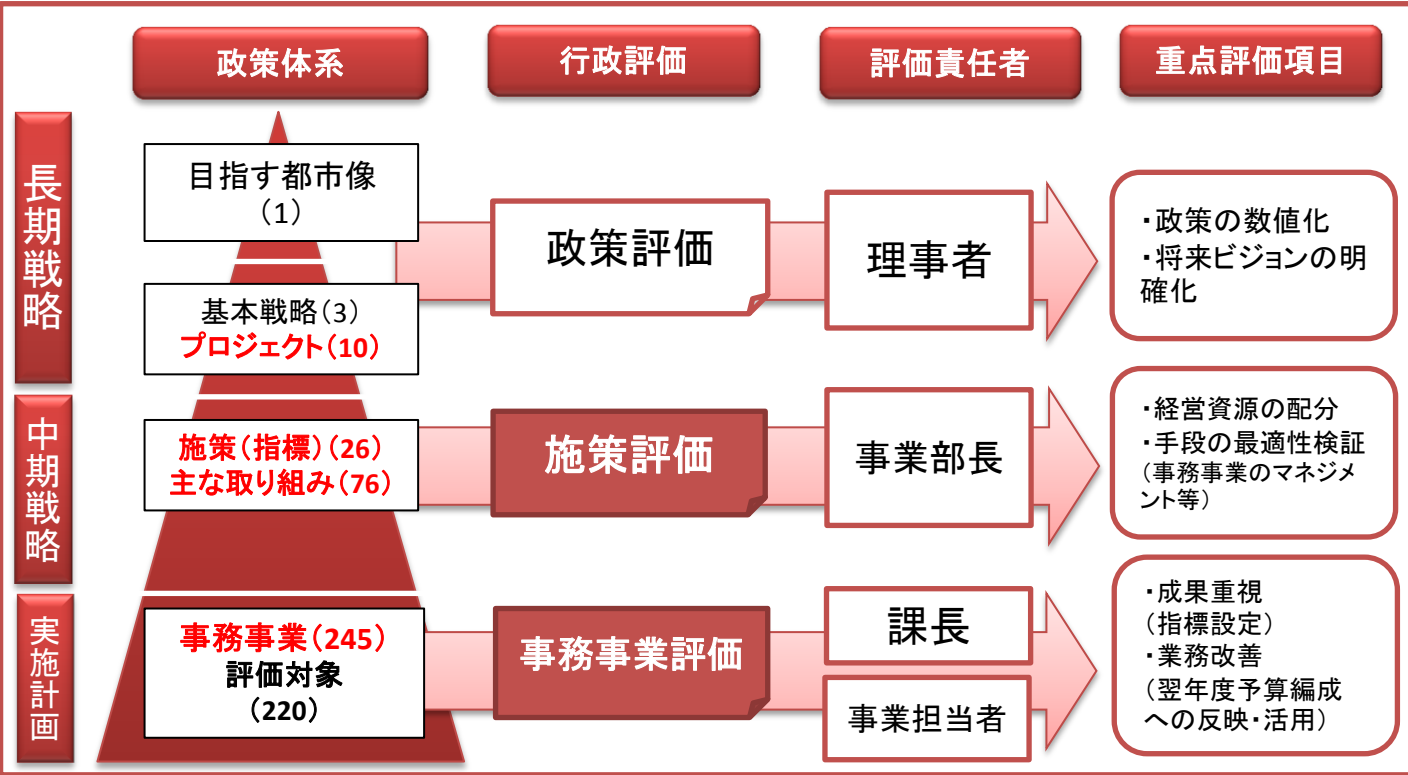 政策体系
行政評価
評価責任者
重点評価項目
長期戦略
目指す都市像
(1)
基本戦略(3)
プロジェクト(10)
政策評価
理事者
・政策の数値化
・将来ビジョンの明
確化
中期戦略
施策(指標)(26)
主な取り組み(76)
施策評価
事業部長
・経営資源の配分
・手段の最適性検証
(事務事業のマネジメ
ント等)
実施計画
事務事業(245)
評価対象
(220)
事務事業評価
課長
事業担当者
・成果重視
(指標設定)
・業務改善
(翌年度予算編成
への反映・活用)